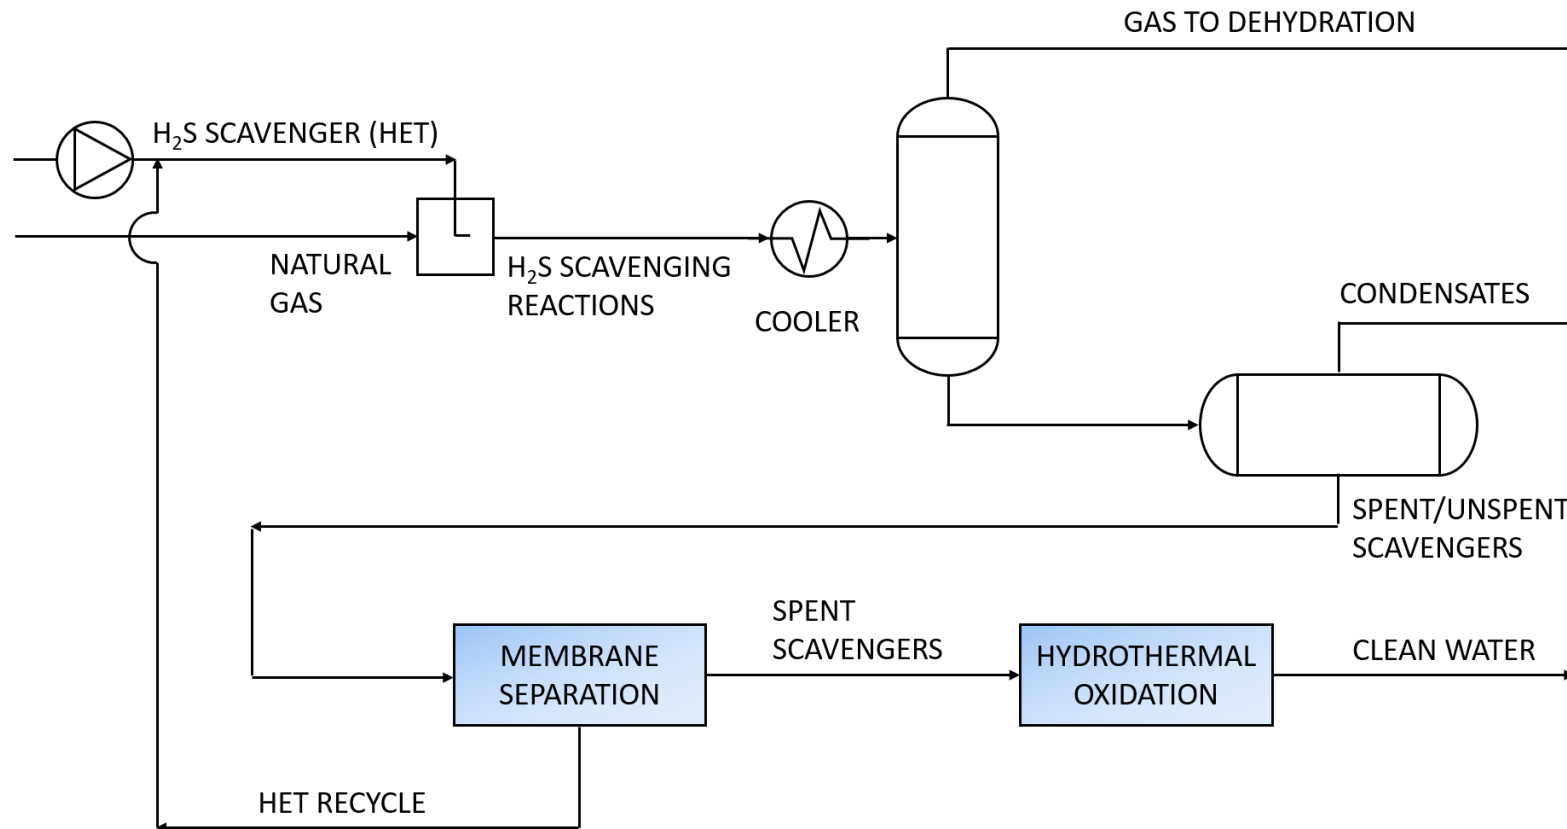 GAS TO DEHYDRATION
H₂S SCAVENGER (HET)
NATURAL
GAS
H₂S SCAVENGING
REACTIONS
COOLER
CONDENSATES
SPENT/UNSPENT
SCAVENGERS
MEMBRANE
SEPARATION
SPENT
SCAVENGERS
HYDROTHERMAL
OXIDATION
CLEAN WATER
HET RECYCLE